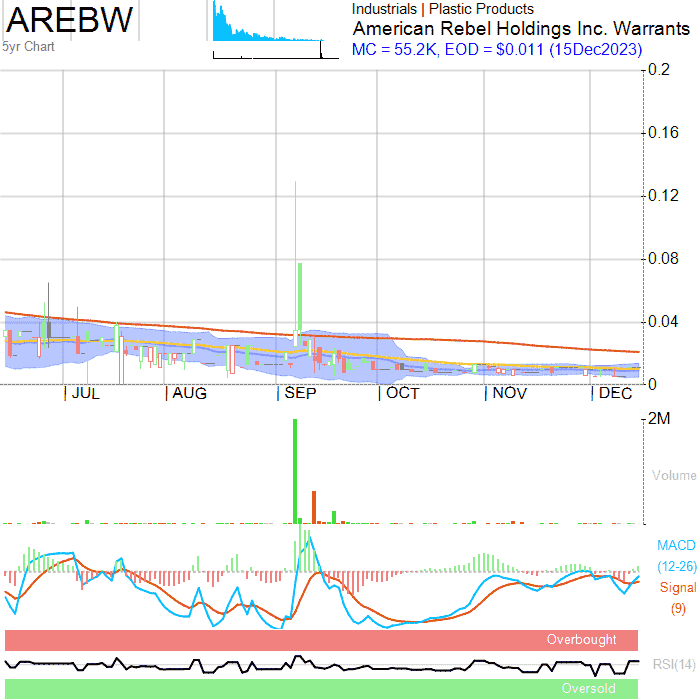 AREBW
5yr Chart
Industrials | Plastic Products
American Rebel Holdings Inc. Warrants
MC = 55.2K, EOD = $0.011 (15Dec2023)
0.2
0.16
0.12
0.08
0.04
0
JUL AUG SEP OCT NOV DEC
2M
Volume
MACD
(12-26)
Signal
(9)
Overbought
RSI(14)
Oversold